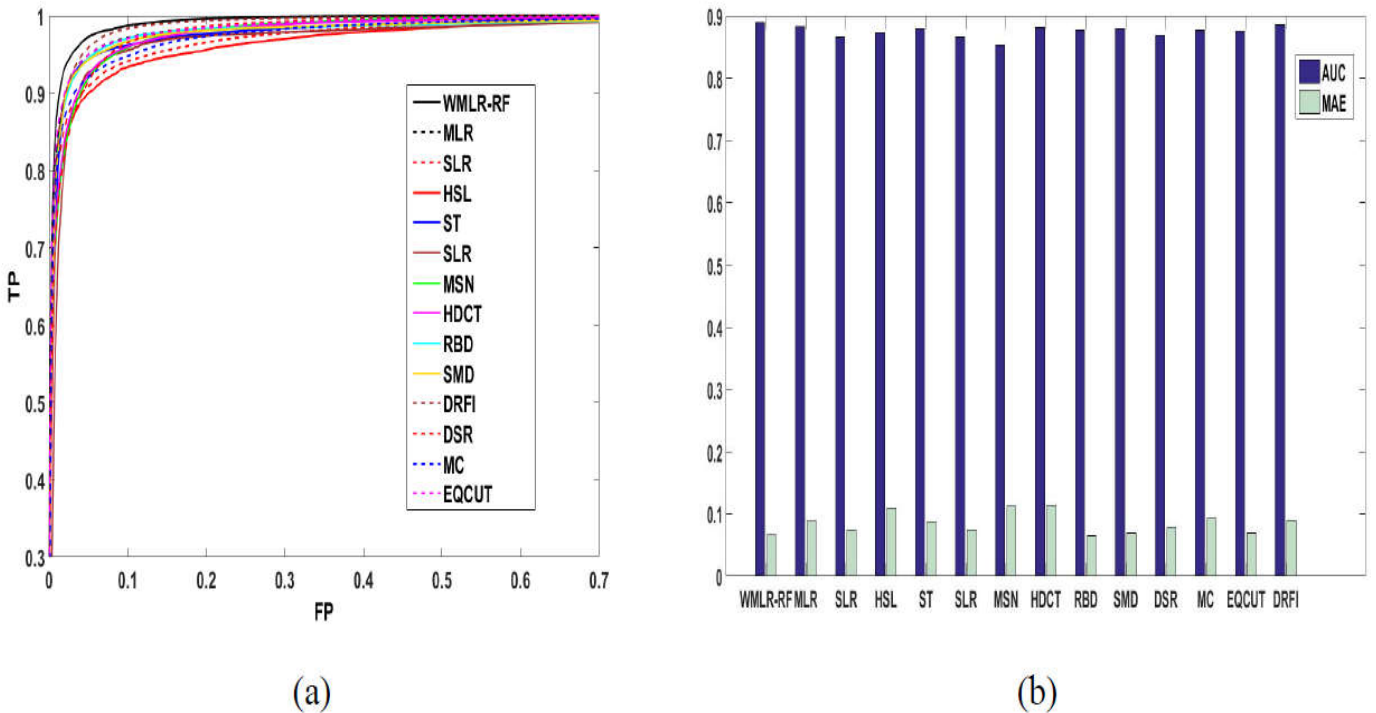 1
0.9
0.8
0.7
0.6
0.5
0.4
0.3
TP
0 0.1 0.2 0.3 0.4 0.5 0.6 0.7
FP
WMLR-RF
MLR
SLR
HSL
ST
SLR
MSN
HDCT
RBD
SMD
DRFI
DSR
MC
EQCUT
(a)
0.9
0.8
0.7
0.6
0.5
0.4
0.3
0.2
0.1
0
AUC
MAE
WMLR-RF MLR SLR HSL ST SLR MSN HDCT RBD SMD DSR MC EQCUT DRFI
(b)